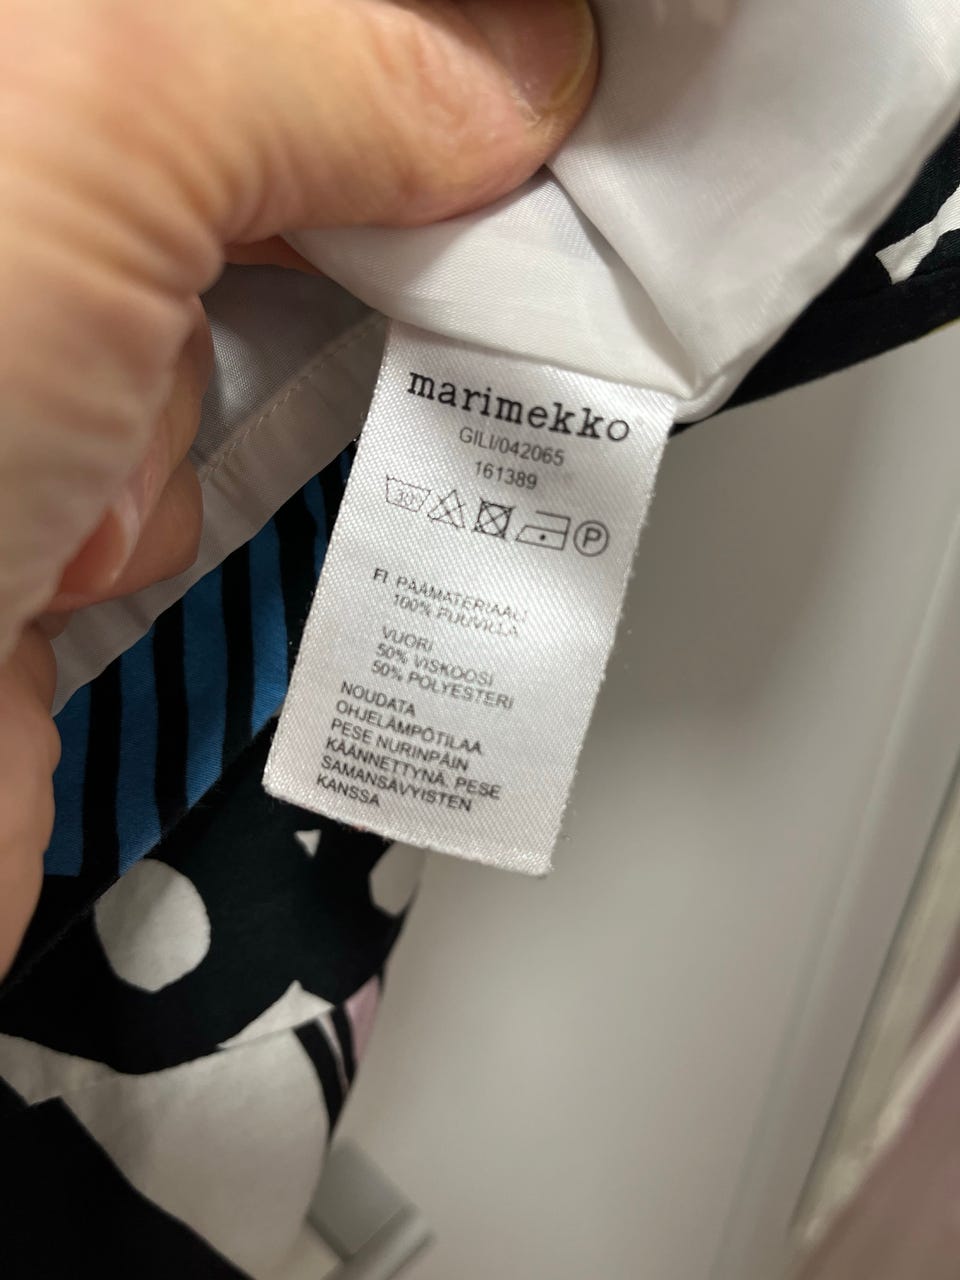 marimekko
GILI/042065
161389
30°
P
FI PÄÄMATERIAALI
100% PUUVILLA
VUORI
50% VISKOOSI
50% POLYESTERI
NOUDATA
OHJELÄMPÖTILAA
PESE NURINPÄIN
KÄÄNNETTYNÄ. PESE
SAMANSÄVYISTEN
KANSSA